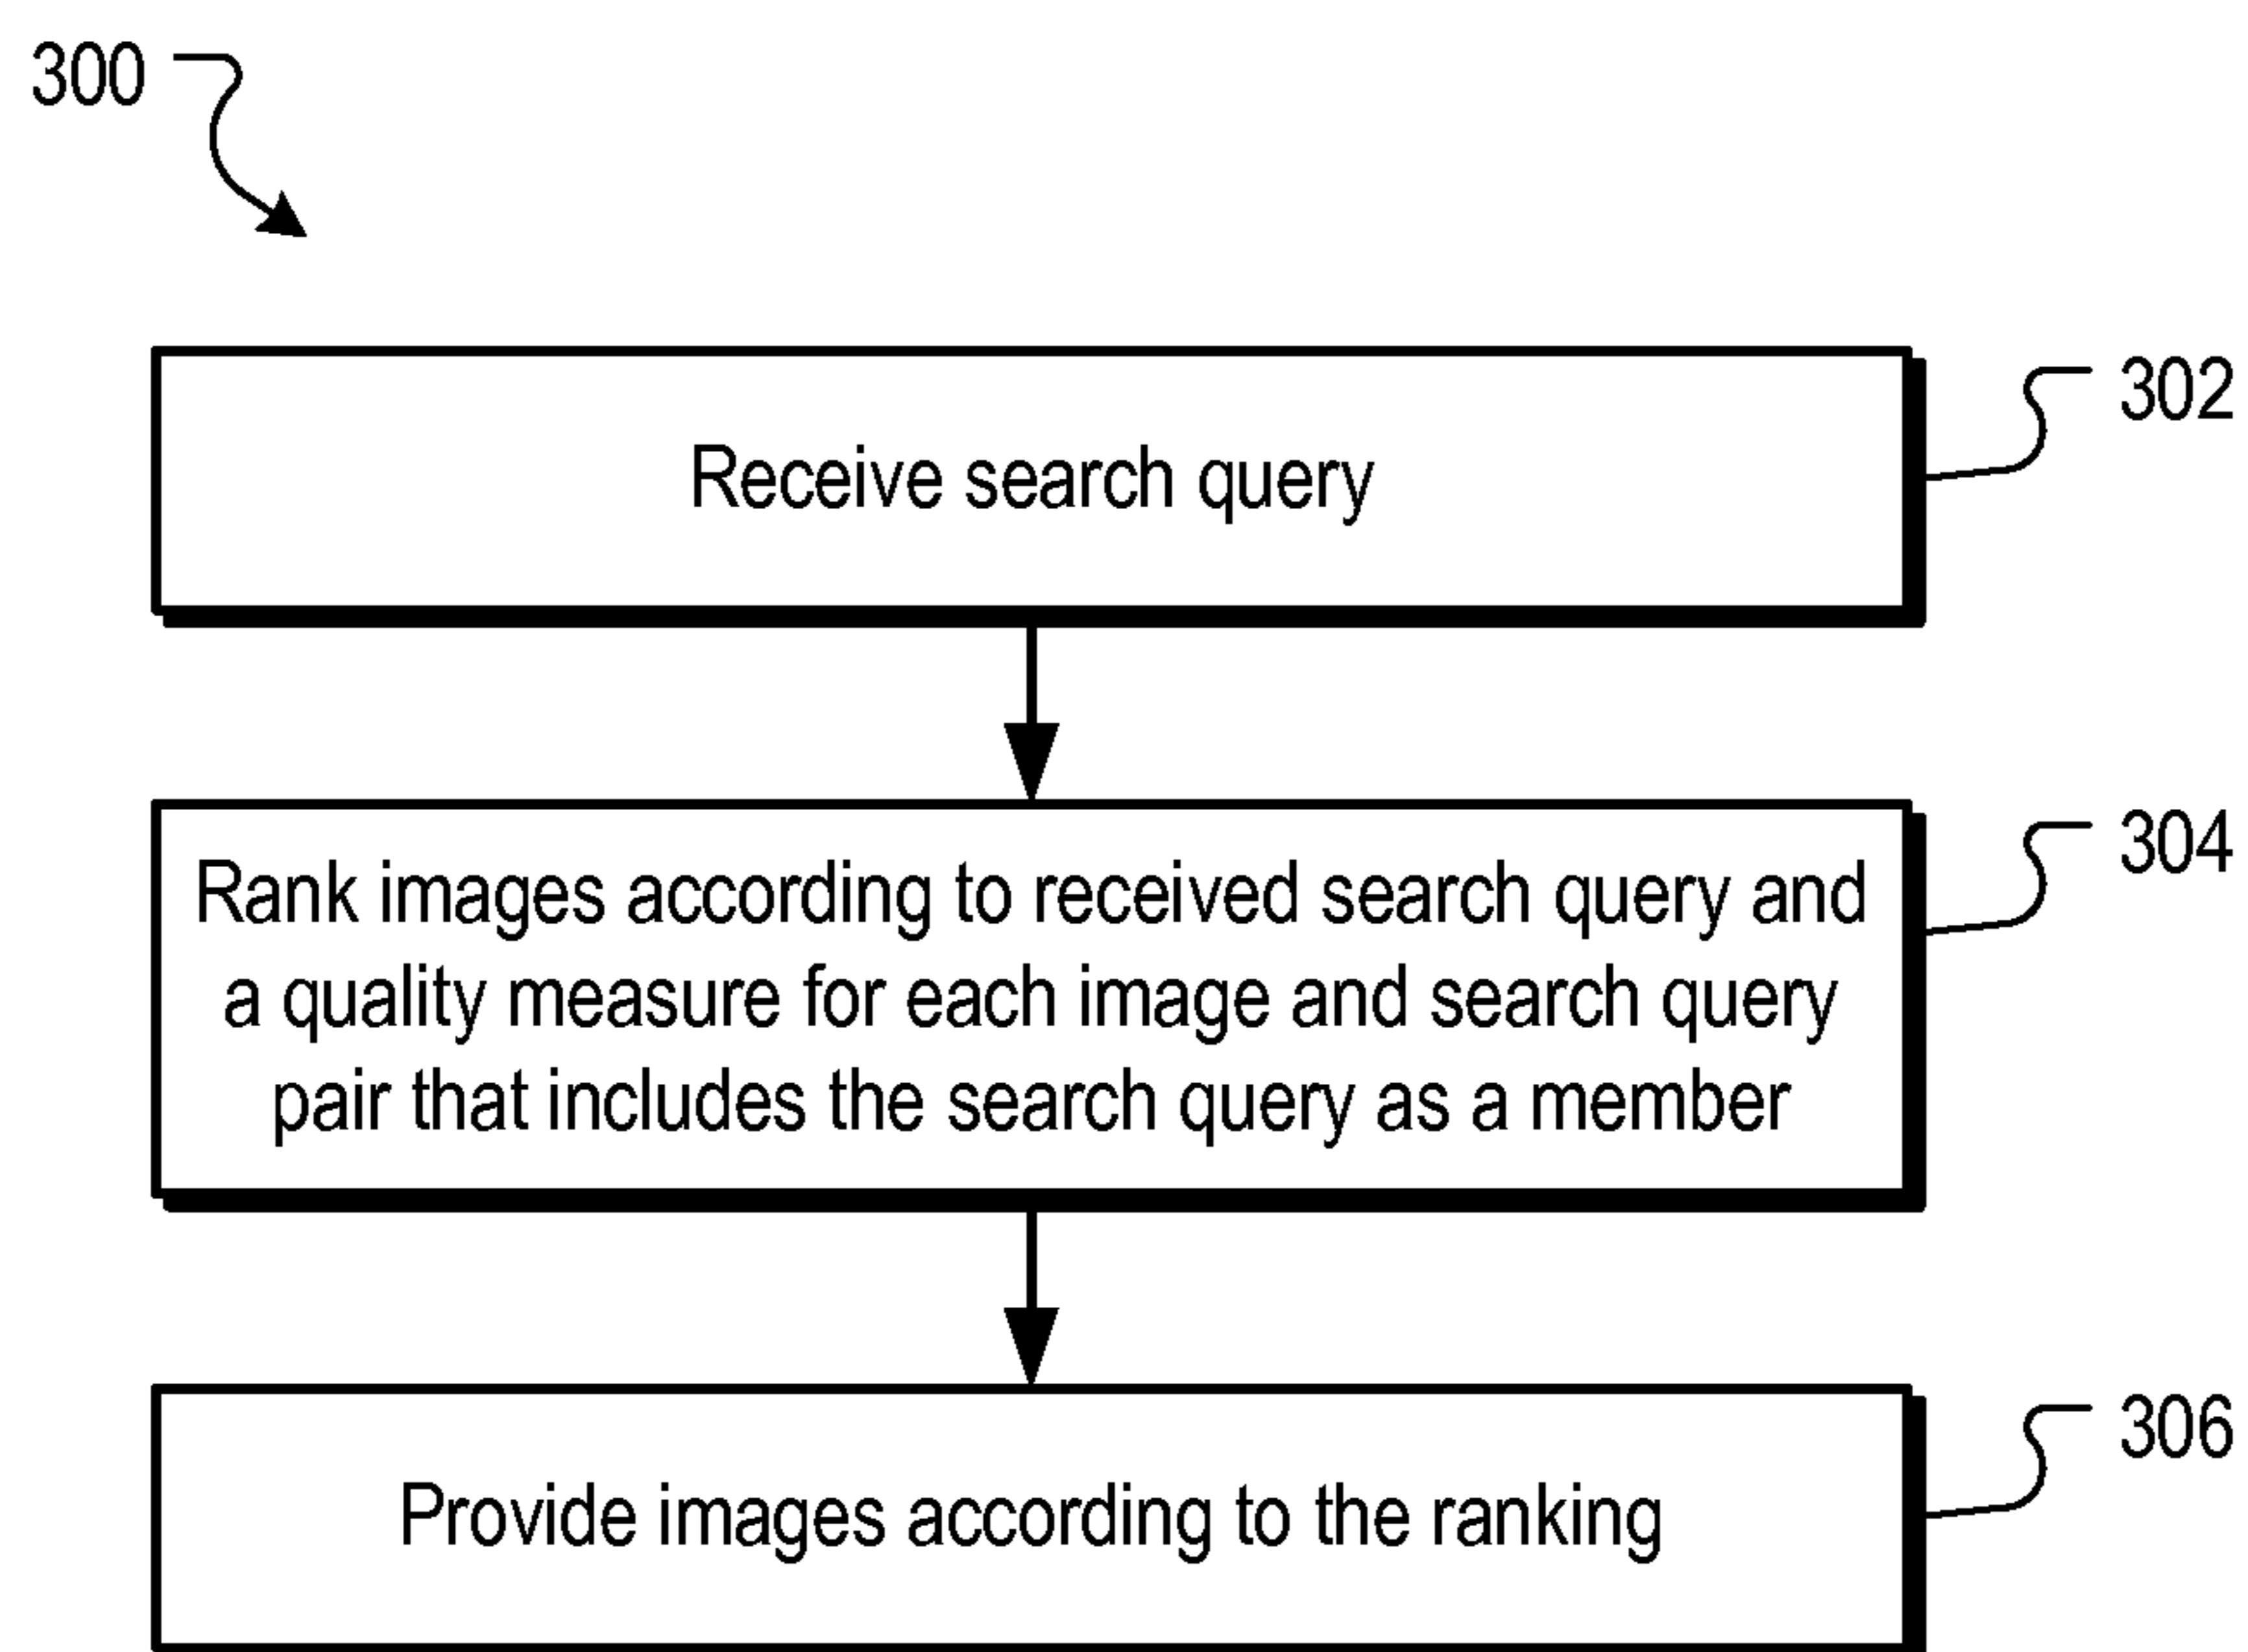 300
302
Receive search query
304
Rank images according to received search query and
a quality measure for each image and search query
pair that includes the search query as a member
306
Provide images according to the ranking